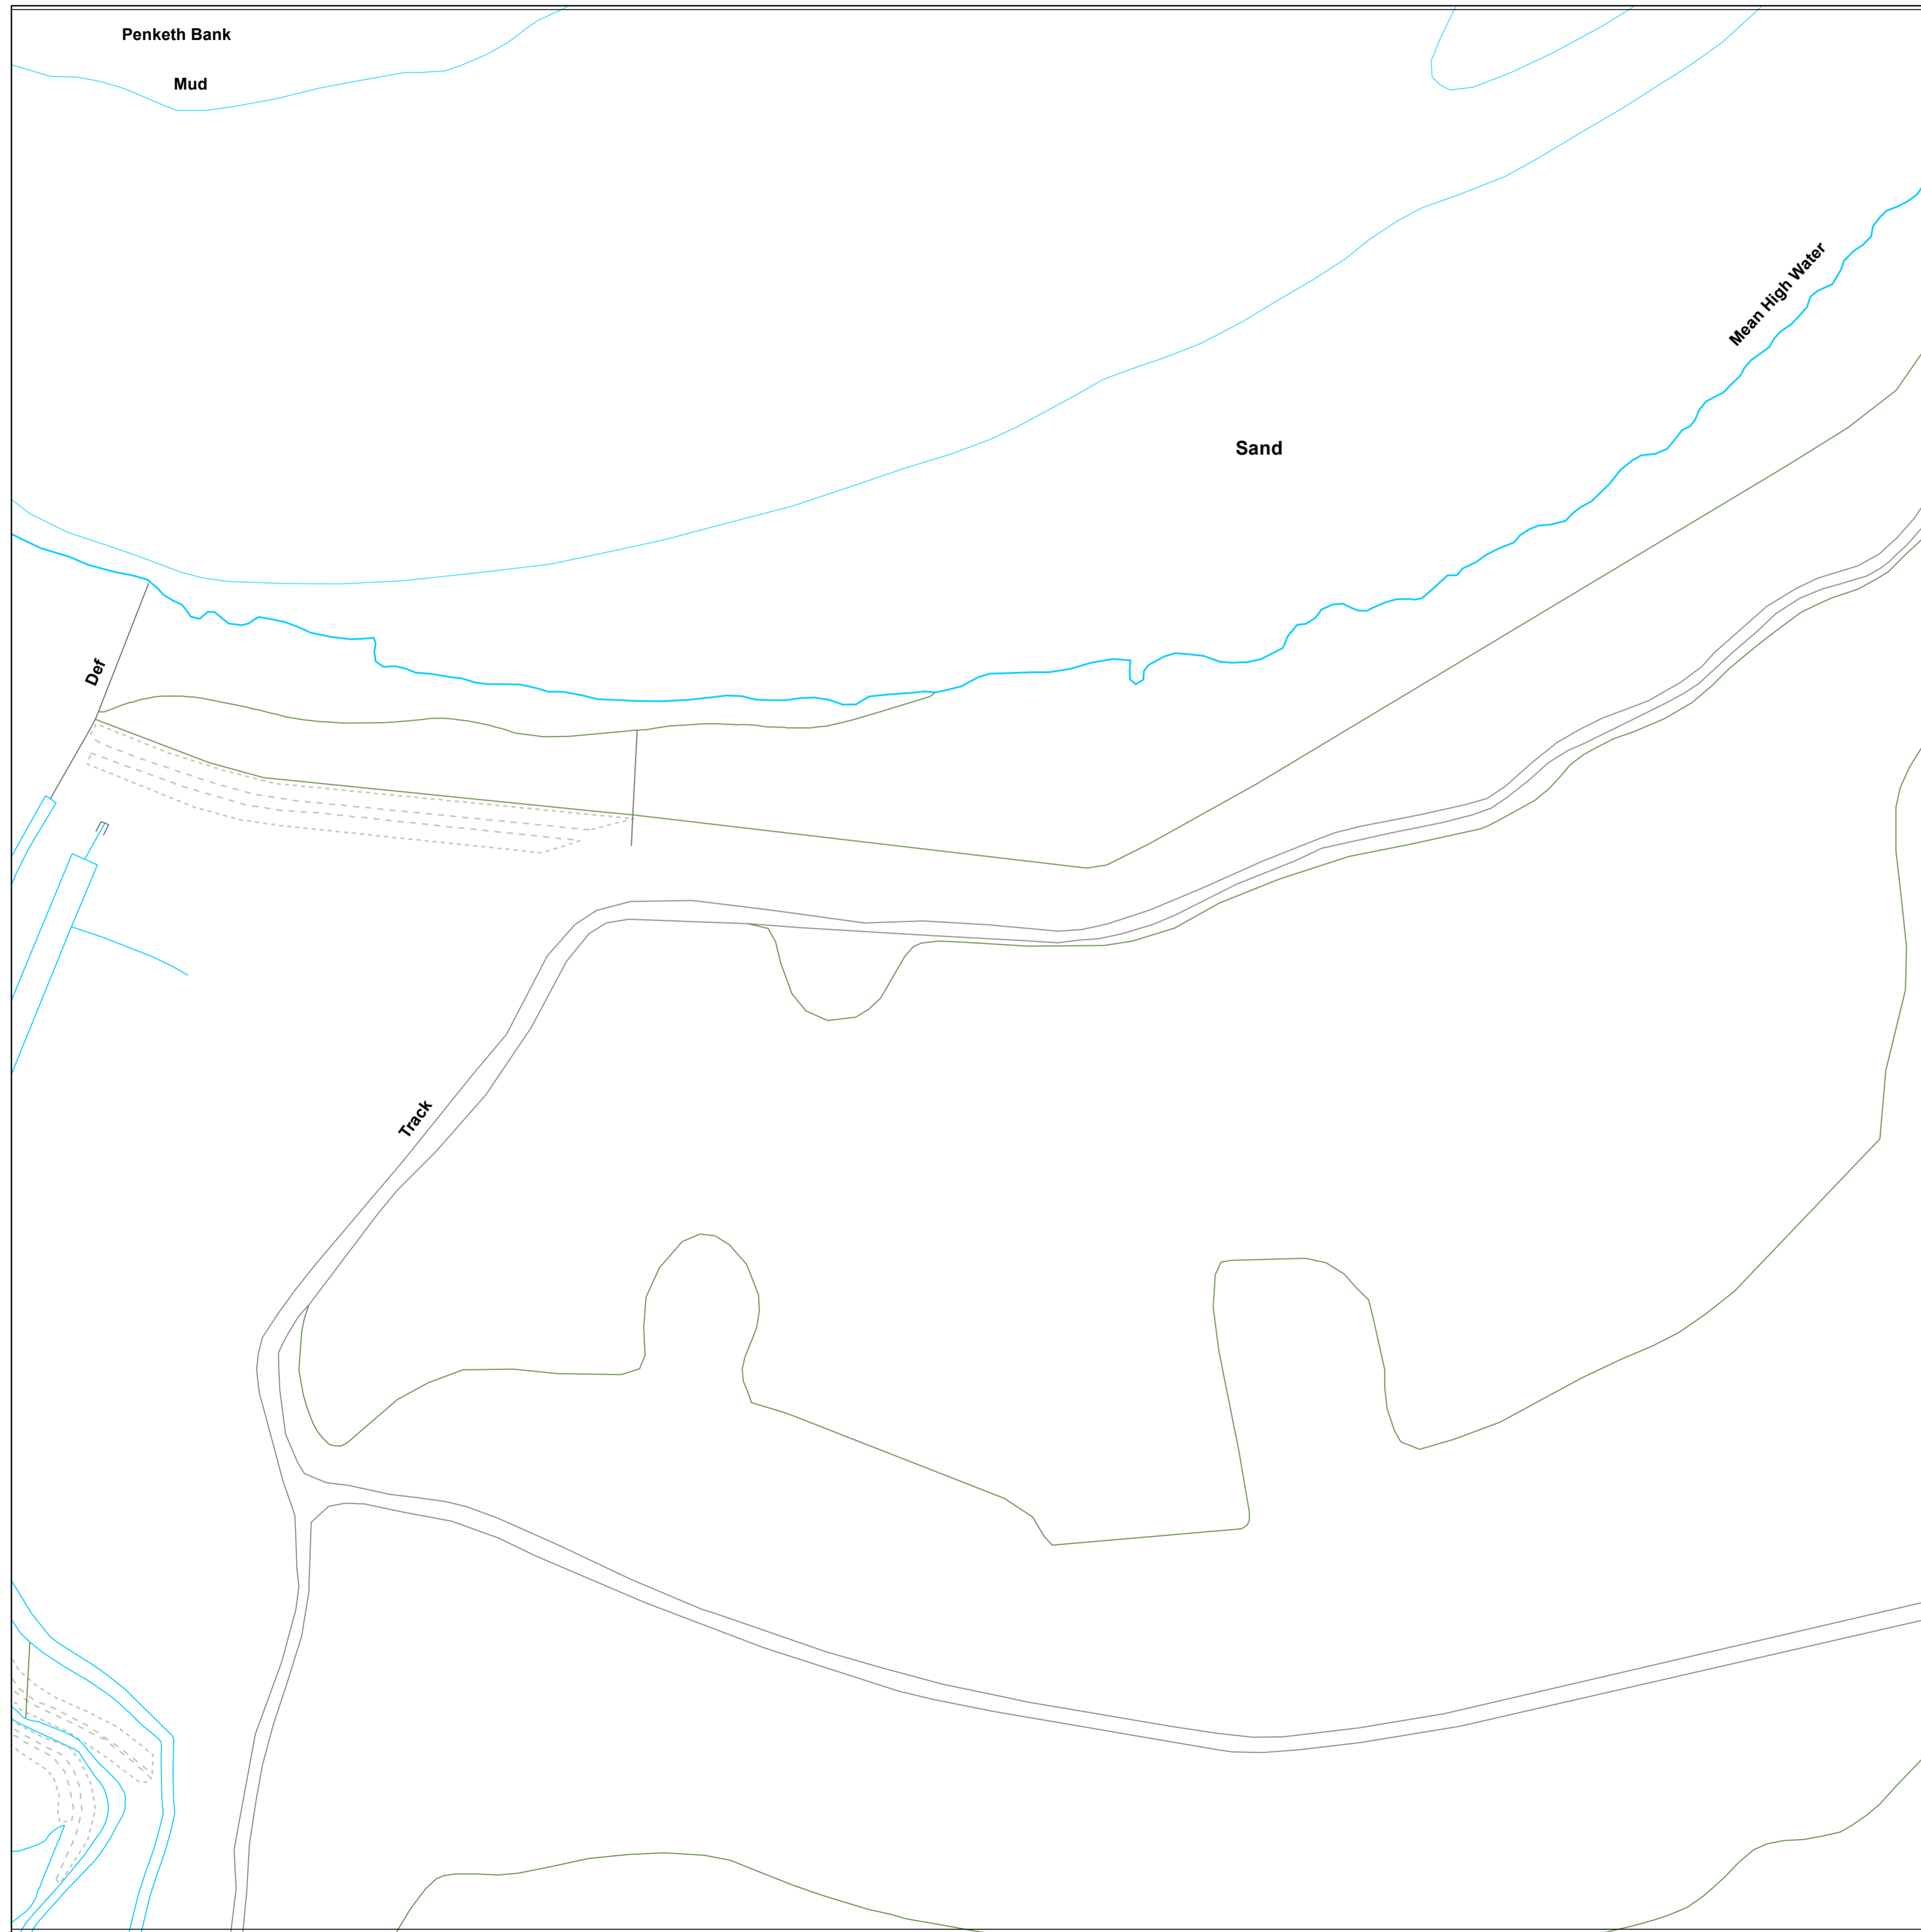 Penketh Bank
Mud
Mean High Water
Sand
Def
Track